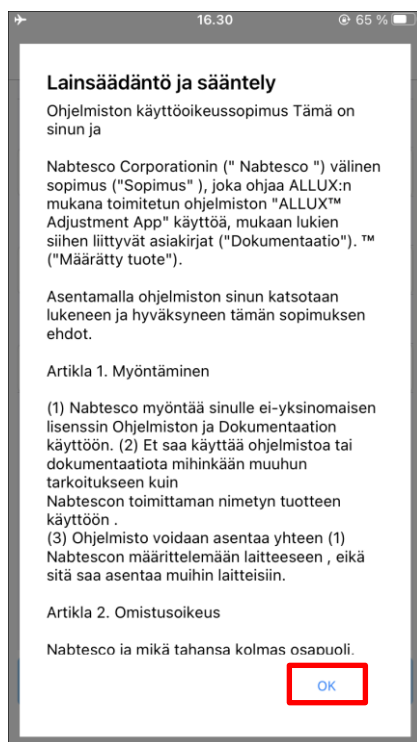 16.30
65 %
Lainsäädäntö ja sääntely
Ohjelmiston käyttöoikeussopimus Tämä on
sinun ja
Nabtesco Corporationin (" Nabtesco ") välinen
sopimus ("Sopimus" ), joka ohjaa ALLUX:n
mukana toimitetun ohjelmiston "ALLUX™
Adjustment App" käyttöä, mukaan lukien
siihen liittyvät asiakirjat ("Dokumentaatio"). ™
("Määrätty tuote").
Asentamalla ohjelmiston sinun katsotaan
lukeneen ja hyväksyneen tämän sopimuksen
ehdot.
Artikla 1. Myöntäminen
(1) Nabtesco myöntää sinulle ei-yksinomaisen
lisenssin Ohjelmiston ja Dokumentaation
käyttöön. (2) Et saa käyttää ohjelmistoa tai
dokumentaatiota mihinkään muuhun
tarkoitukseen kuin
Nabtescon toimittaman nimetyn tuotteen
käyttöön .
(3) Ohjelmisto voidaan asentaa yhteen (1)
Nabtescon määrittelemään laitteeseen , eikä
sitä saa asentaa muihin laitteisiin.
Artikla 2. Omistusoikeus
Nabtesco ja mikä tahansa kolmas osapuoli,
OK